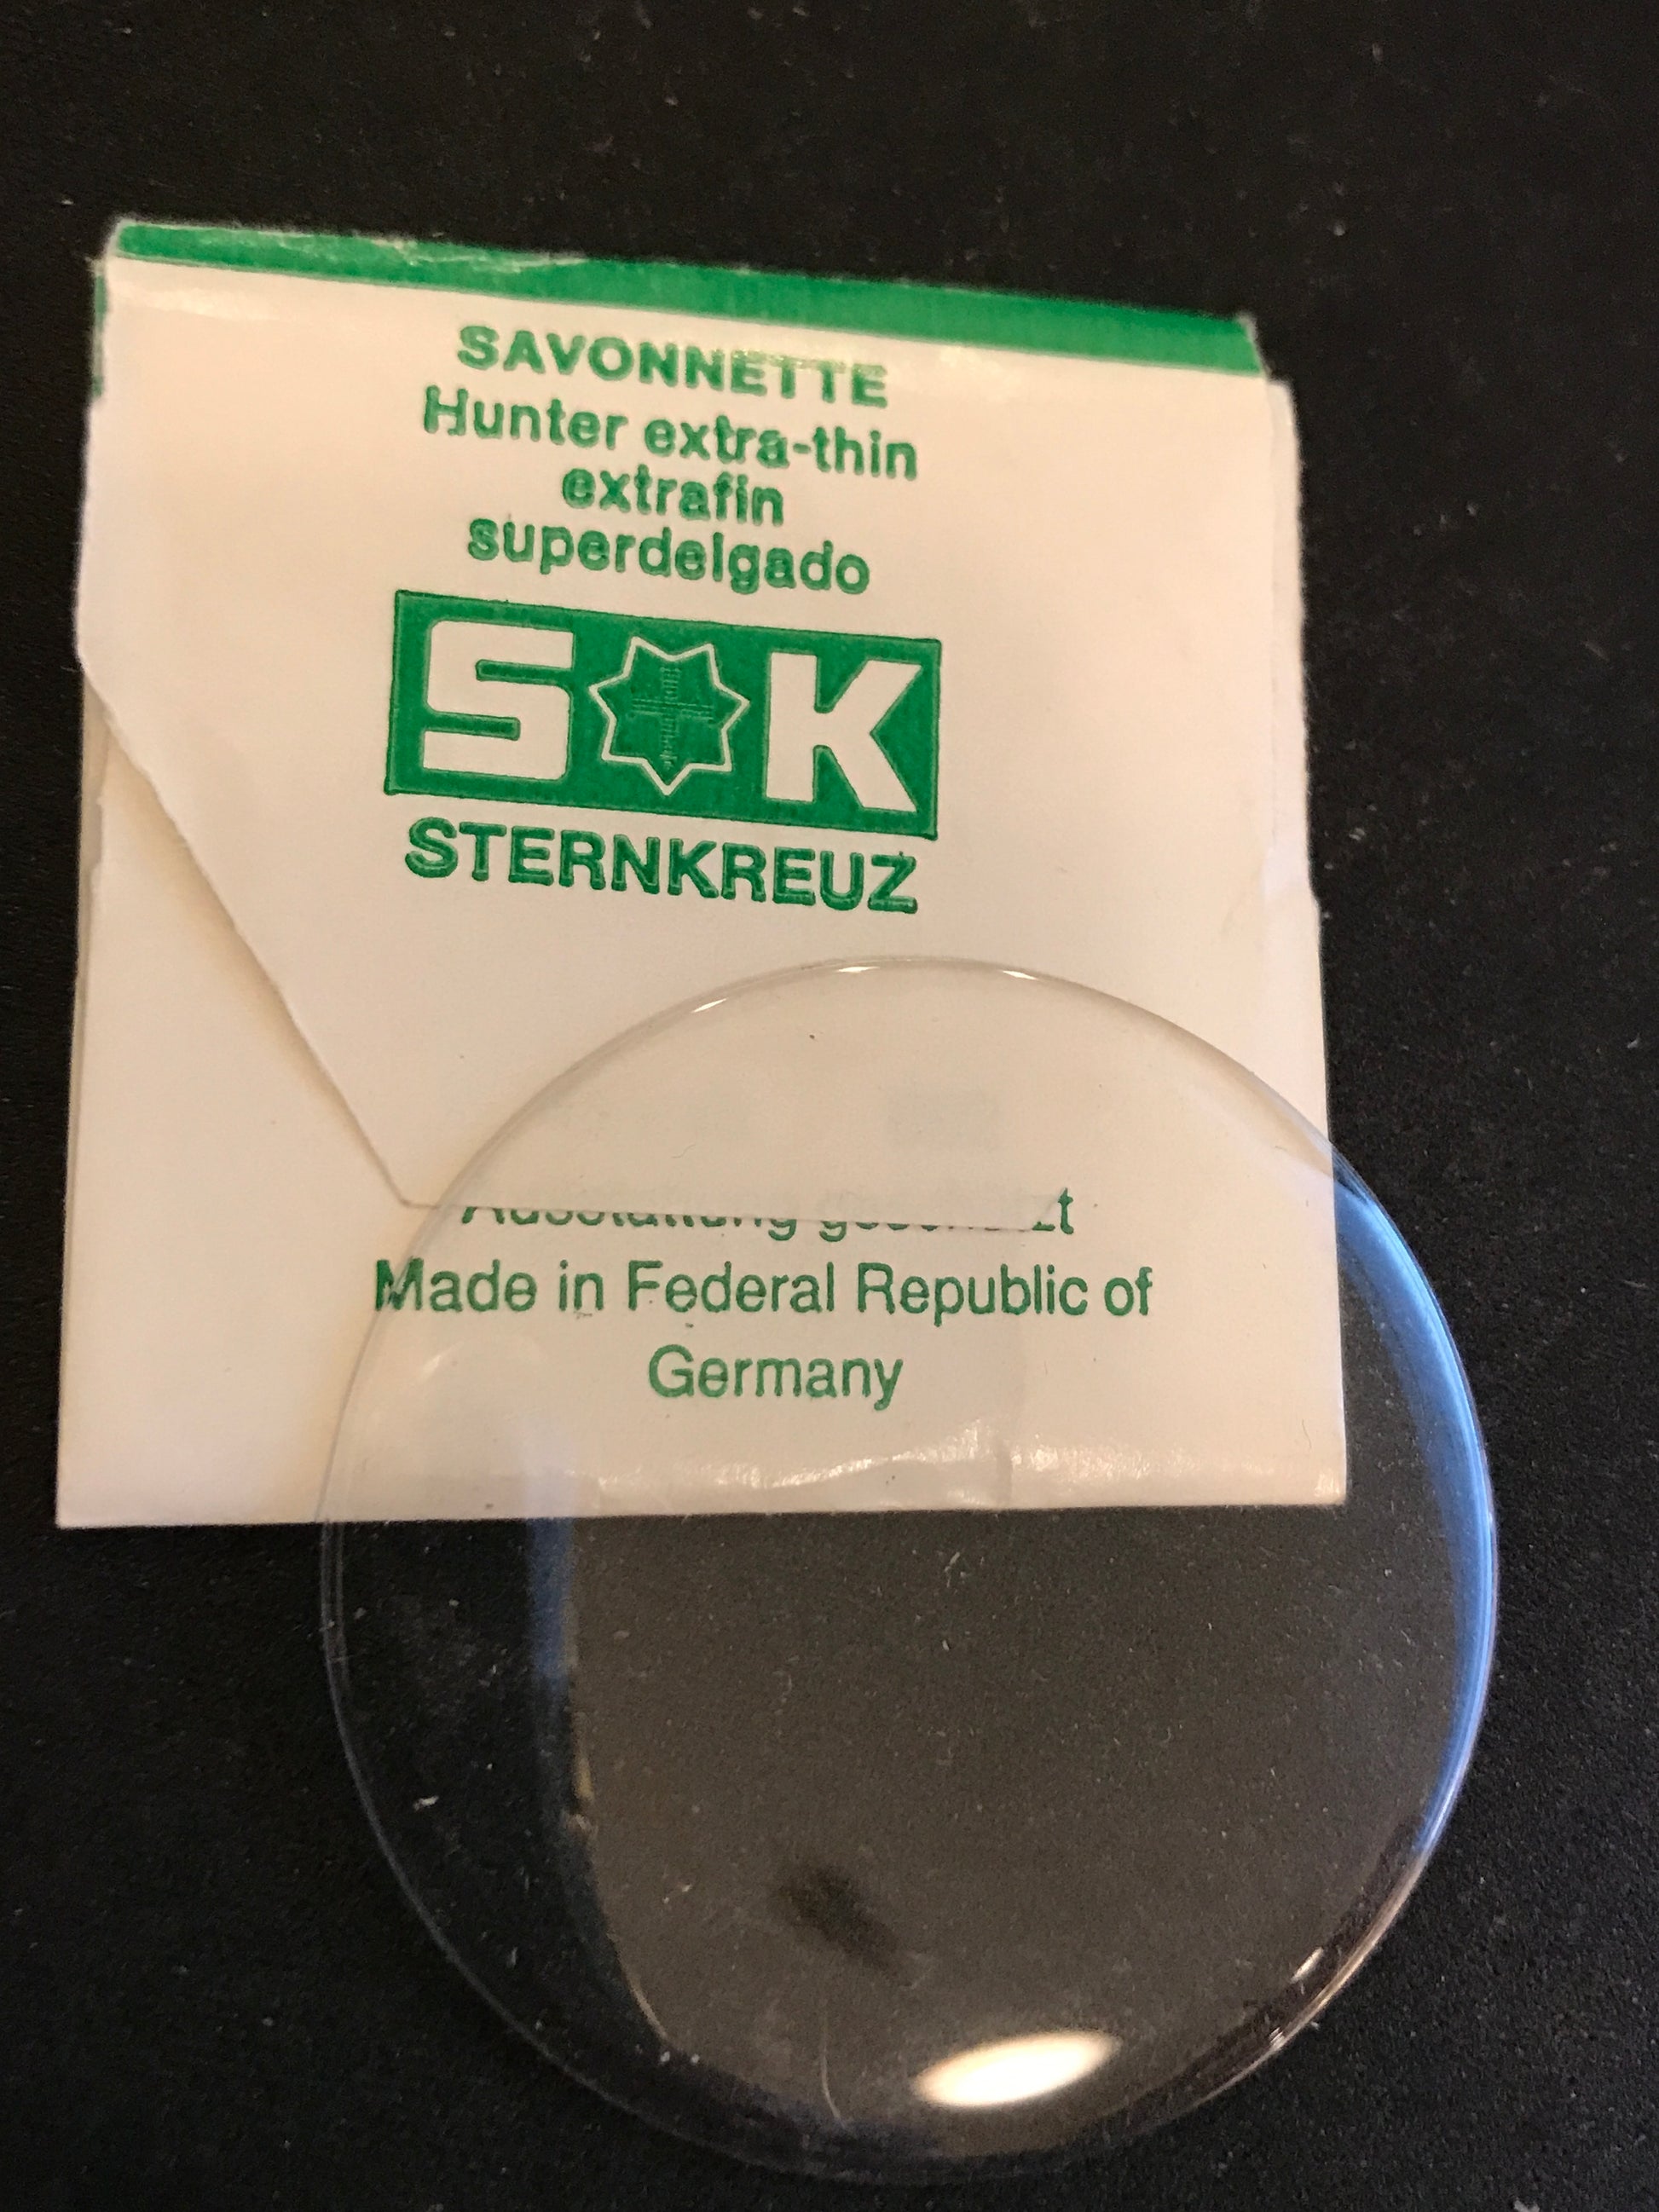 SAVONNETTE
Hunter extra-thin
extrafin
superdelgado
S K
STERNKREUZ
Made in Federal Republic of
Germany